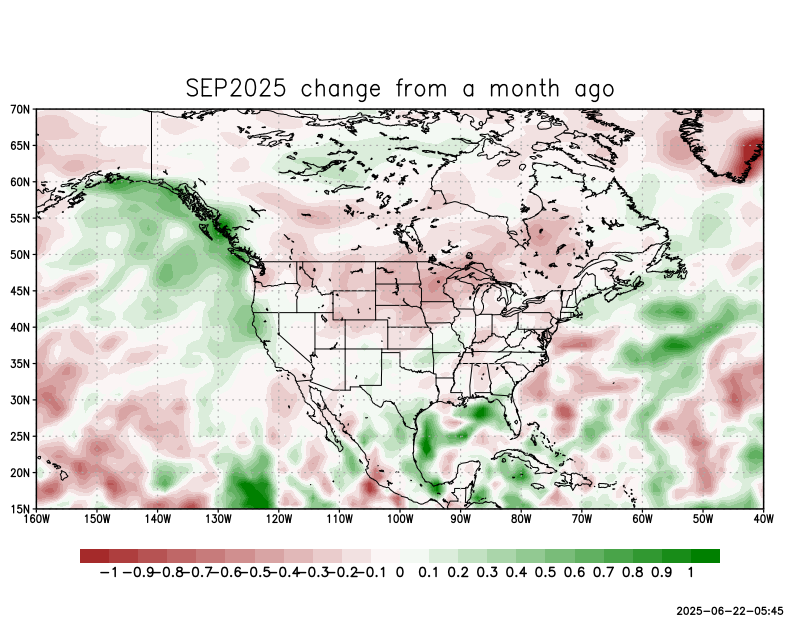 SEP2025 change from a month ago
70N
65N
60N
55N
50N
45N
40N
35N
30N
25N
20N
15N
160W 150W 140W 130W 120W 110W 100W 90W 80W 70W 60W 50W 40W
-1 -0.9 -0.8 -0.7 -0.6 -0.5 -0.4 -0.3 -0.2 -0.1 0 0.1 0.2 0.3 0.4 0.5 0.6 0.7 0.8 0.9 1
2025-06-22-05:45